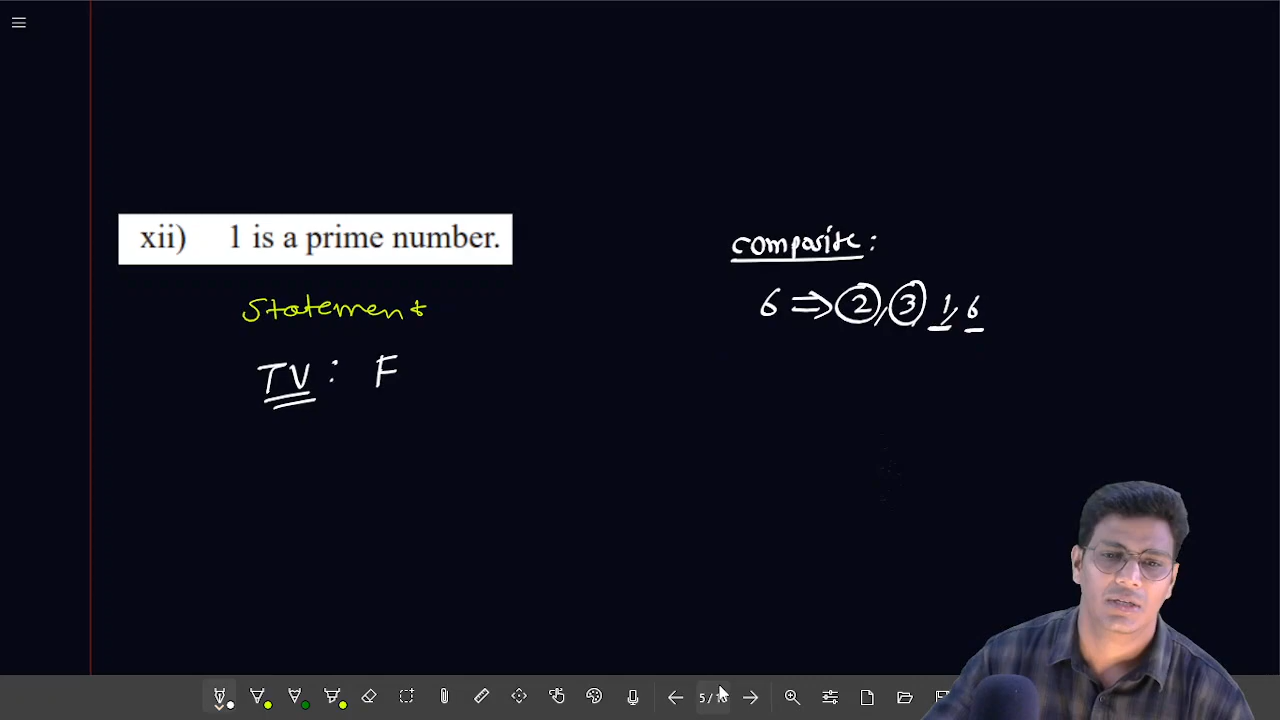 xii) 1 is a prime number.
Statement
TV : F
composite :
6 ⇒ 2, 3 1, 6